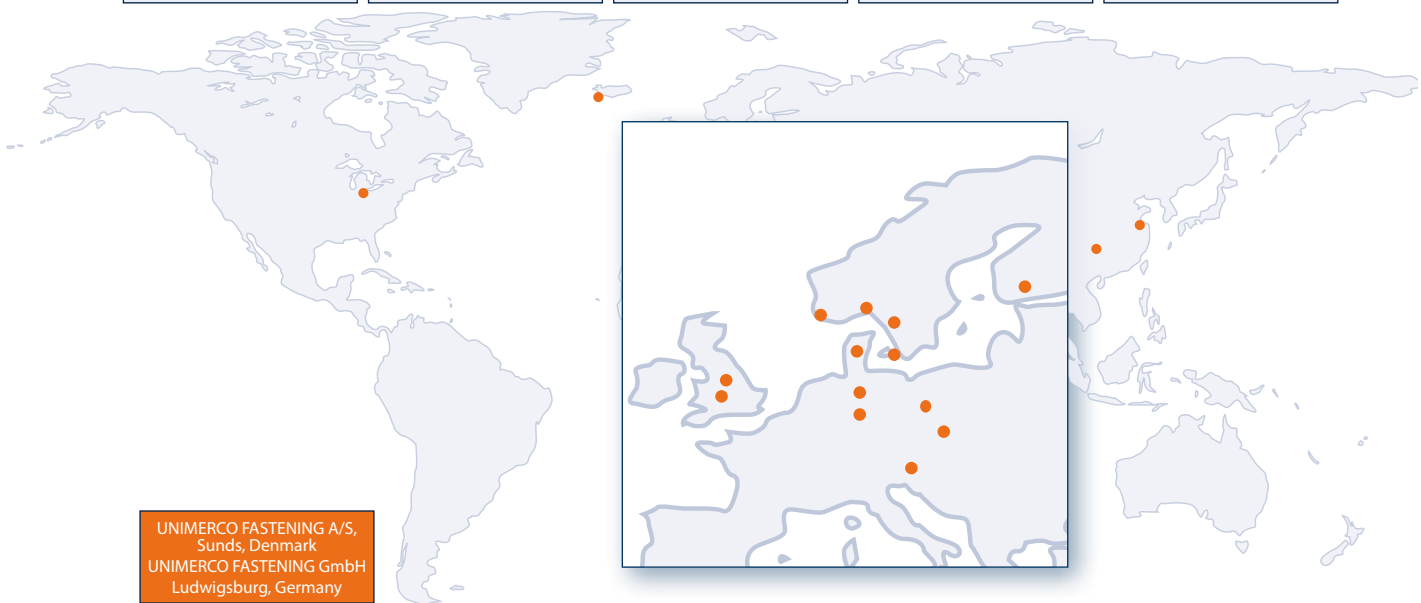 UNIMERCO FASTENING A/S,
Sunds, Denmark
UNIMERCO FASTENING GmbH
Ludwigsburg, Germany